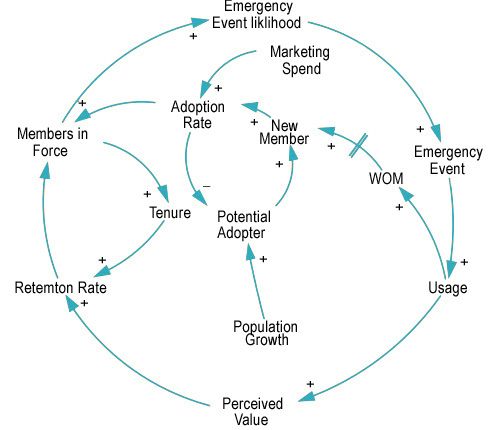 Emergency
Event liklihood
+
Marketing
Spend
+
+
Adoption
Rate
+
New
Member
+
+
Members in
Force
Emergency
Event
+
+
WOM
+
–
Tenure
Potential
Adopter
+
+
+
+
Retemton Rate
+
Usage
Population
Growth
+
Perceived
Value